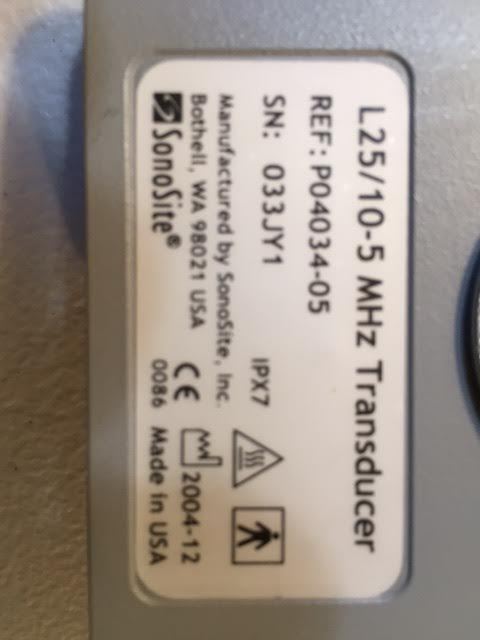 L25/10-5 MHz Transducer
REF: P04034-05
SN: 033JY1
IPX7
Manufactured by SonoSite, Inc.
Bothell, WA 98021 USA
CE
2004-12
SonoSite®
0086 Made in USA